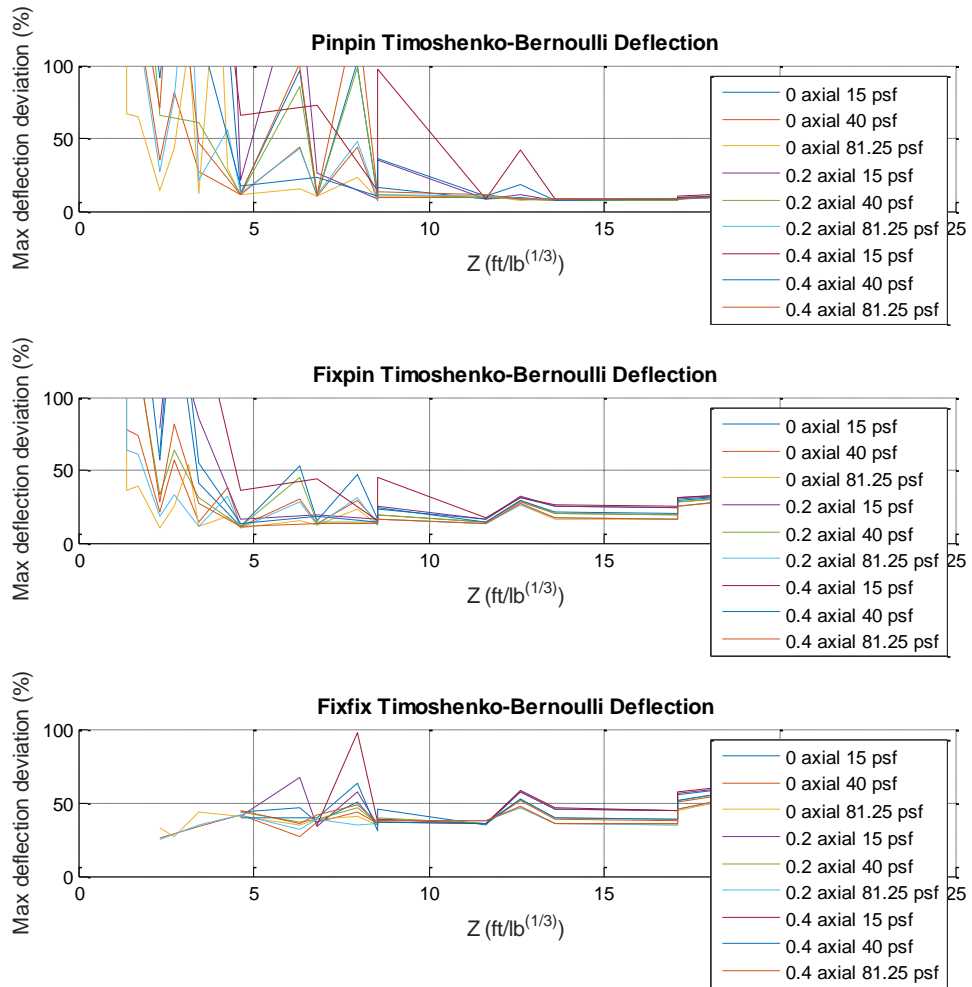 Pinpin Timoshenko-Bernoulli Deflection
Max deflection deviation (%)
100
50
0
0 5 10 15 25
Z (ft/lb^(1/3))
0 axial 15 psf
0 axial 40 psf
0 axial 81.25 psf
0.2 axial 15 psf
0.2 axial 40 psf
0.2 axial 81.25 psf
0.4 axial 15 psf
0.4 axial 40 psf
0.4 axial 81.25 psf
Fixpin Timoshenko-Bernoulli Deflection
Max deflection deviation (%)
100
50
0
0 5 10 15 25
Z (ft/lb^(1/3))
0 axial 15 psf
0 axial 40 psf
0 axial 81.25 psf
0.2 axial 15 psf
0.2 axial 40 psf
0.2 axial 81.25 psf
0.4 axial 15 psf
0.4 axial 40 psf
0.4 axial 81.25 psf
Fixfix Timoshenko-Bernoulli Deflection
Max deflection deviation (%)
100
50
0
0 5 10 15 25
Z (ft/lb^(1/3))
0 axial 15 psf
0 axial 40 psf
0 axial 81.25 psf
0.2 axial 15 psf
0.2 axial 40 psf
0.2 axial 81.25 psf
0.4 axial 15 psf
0.4 axial 40 psf
0.4 axial 81.25 psf